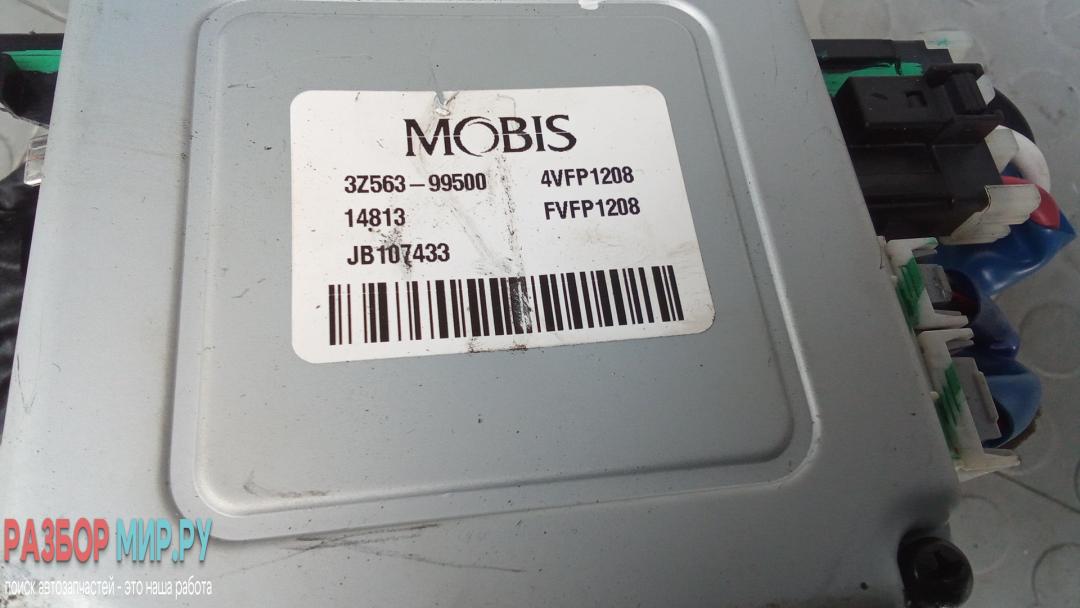 MOBIS
3Z563-99500 4VFP1208
14813 FVFP1208
JB107433
РАЗБОР МИР.РУ
поиск автозапчастей - это наша работа